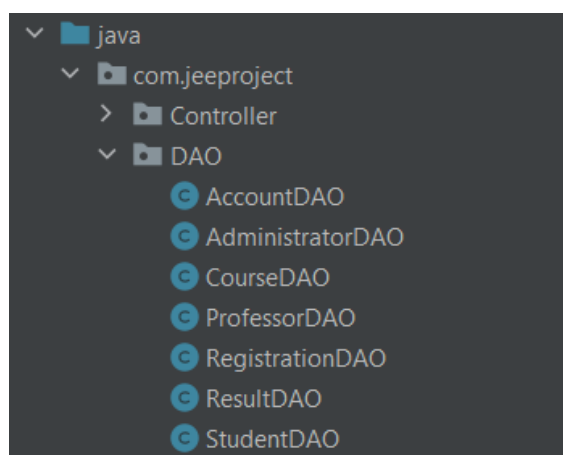 java
com.jeeproject
Controller
DAO
C AccountDAO
C AdministratorDAO
C CourseDAO
C ProfessorDAO
C RegistrationDAO
C ResultDAO
C StudentDAO